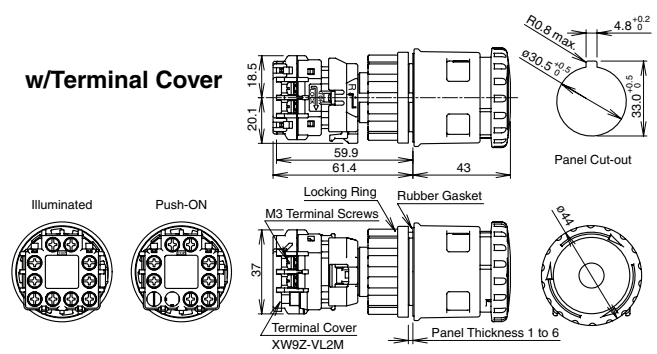 w/Terminal Cover
18.5
20.1
59.9
61.4
43
R0.8 max.
4.8 +0.2 0
ø30.5 +0.5 0
33.0 +0.5 0
Panel Cut-out
Illuminated
Push-ON
Locking Ring
Rubber Gasket
M3 Terminal Screws
37
Terminal Cover
XW9Z-VL2M
Panel Thickness 1 to 6
ø44